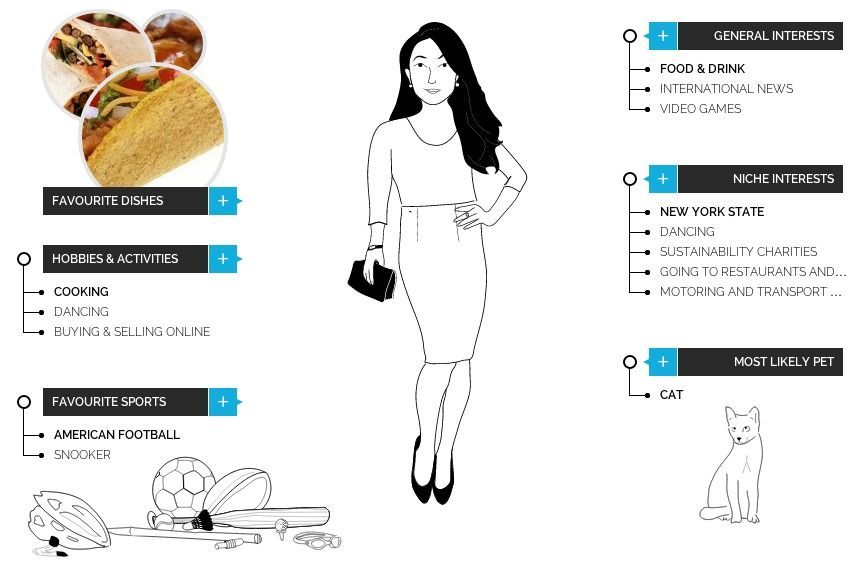 FAVOURITE DISHES +
HOBBIES & ACTIVITIES +
COOKING
DANCING
BUYING & SELLING ONLINE
FAVOURITE SPORTS +
AMERICAN FOOTBALL
SNOOKER
+ GENERAL INTERESTS
FOOD & DRINK
INTERNATIONAL NEWS
VIDEO GAMES
+ NICHE INTERESTS
NEW YORK STATE
DANCING
SUSTAINABILITY CHARITIES
GOING TO RESTAURANTS AND...
MOTORING AND TRANSPORT ...
+ MOST LIKELY PET
CAT